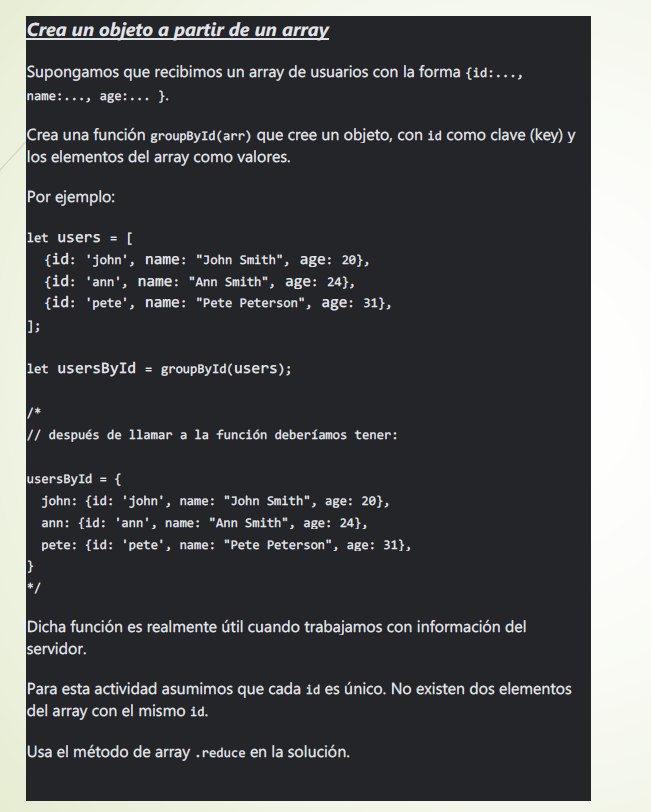 Crea un objeto a partir de un array
Supongamos que recibimos un array de usuarios con la forma {id:...,
name:..., age:... }.
Crea una función groupById(arr) que cree un objeto, con id como clave (key) y
los elementos del array como valores.
Por ejemplo:
let users = [
{id: 'john', name: "John Smith", age: 20},
{id: 'ann', name: "Ann Smith", age: 24},
{id: 'pete', name: "Pete Peterson", age: 31},
];
let usersById = groupById(users);
/*
// después de llamar a la función deberíamos tener:
usersById = {
john: {id: 'john', name: "John Smith", age: 20},
ann: {id: 'ann', name: "Ann Smith", age: 24},
pete: {id: 'pete', name: "Pete Peterson", age: 31},
}
*/
Dicha función es realmente útil cuando trabajamos con información del
servidor.
Para esta actividad asumimos que cada id es único. No existen dos elementos
del array con el mismo id.
Usa el método de array .reduce en la solución.